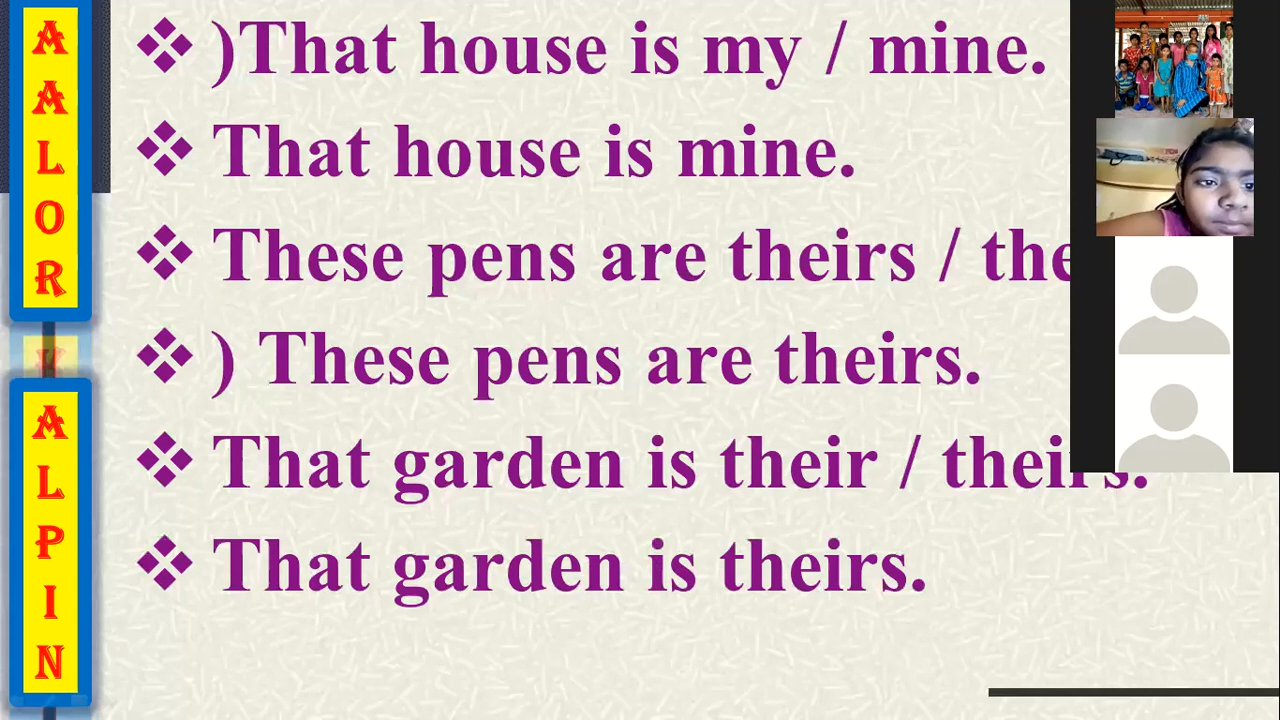 AALOR
ALPIN
)That house is my / mine.
That house is mine.
These pens are theirs /
) These pens are theirs.
That garden is their / theirs.
That garden is theirs.